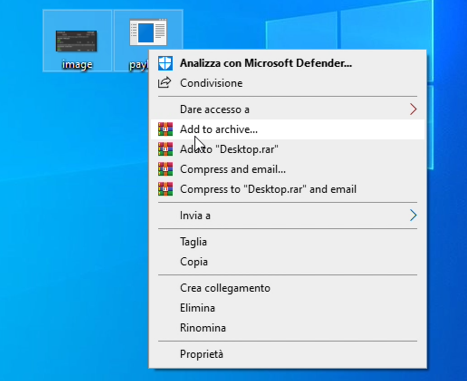 image
Analizza con Microsoft Defender...
Condivisione
Dare accesso a
Add to archive...
Add to "Desktop.rar"
Compress and email...
Compress to "Desktop.rar" and email
Invia a
Taglia
Copia
Crea collegamento
Elimina
Rinomina
Proprietà